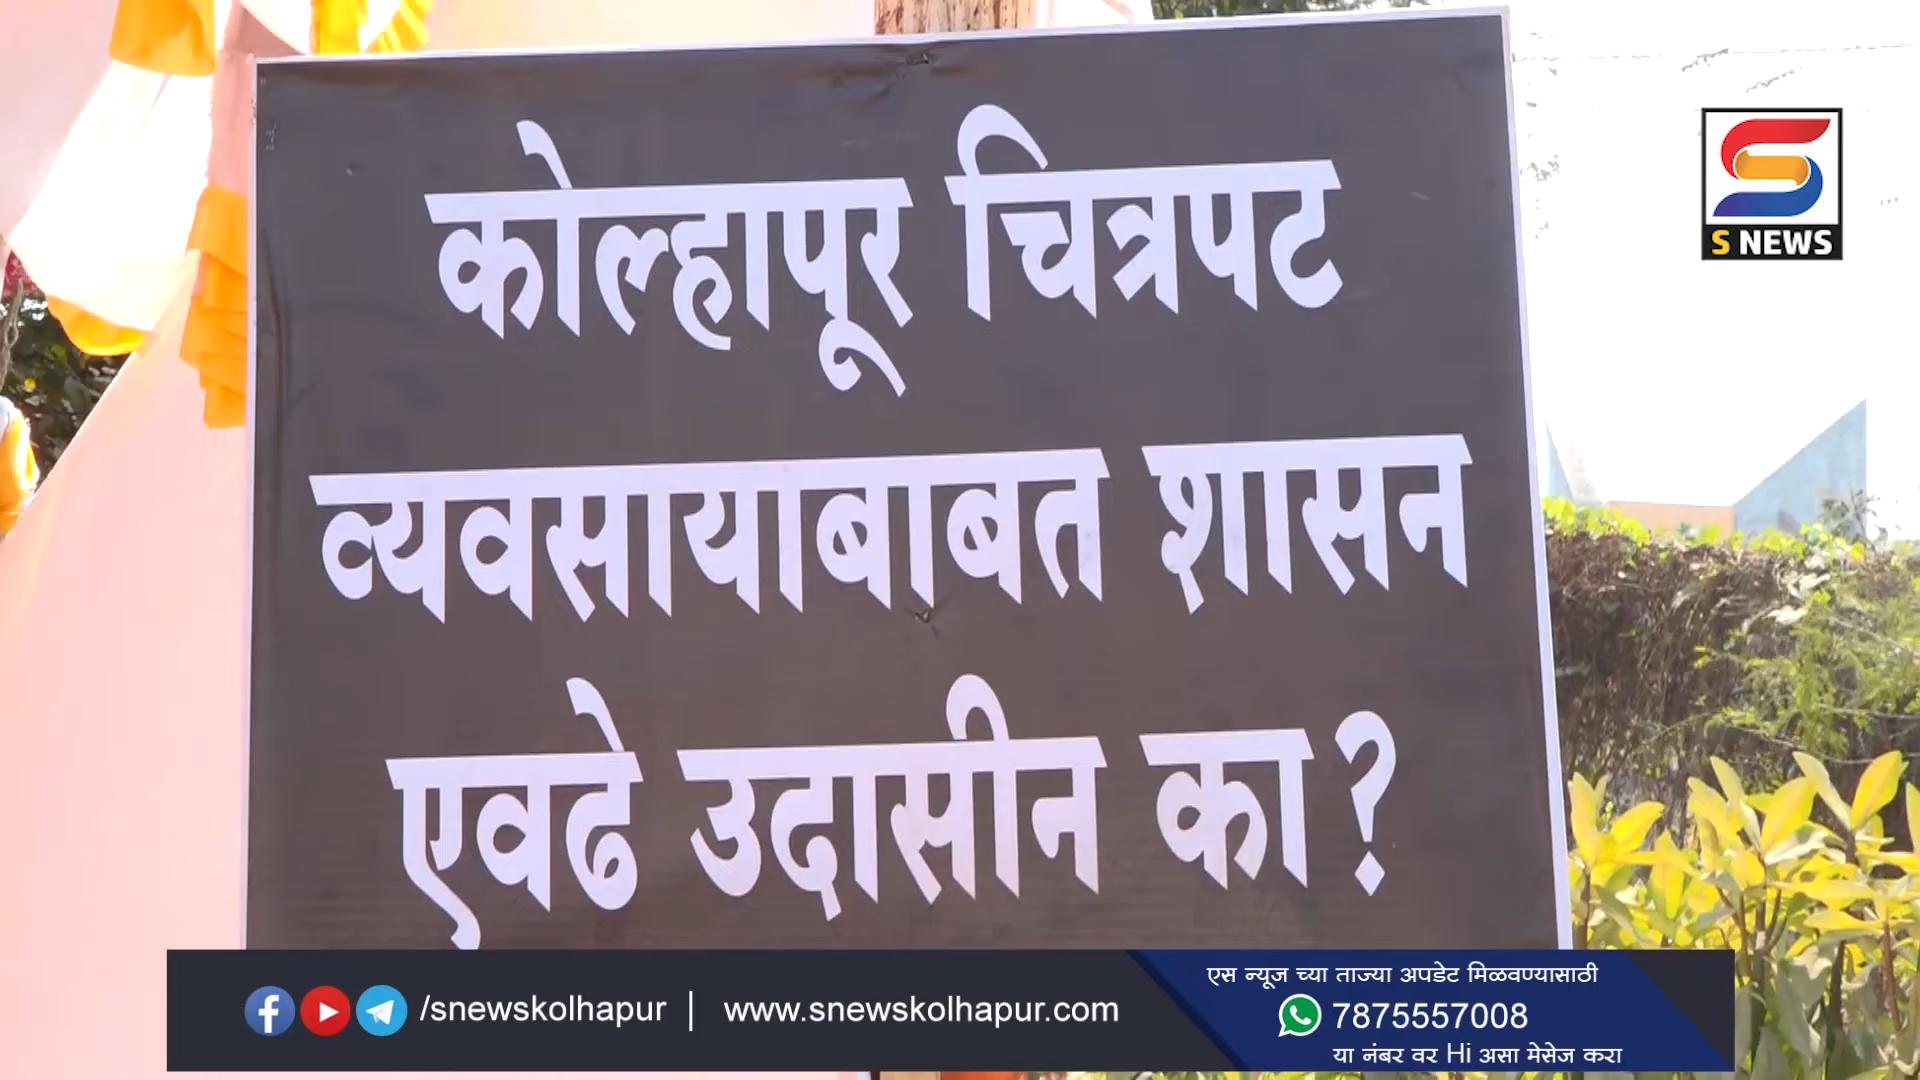 कोल्हापूर चित्रपट
व्यवसायाबाबत शासन
एवढे उदासीन का?
S NEWS
/snewskolhapur | www.snewskolhapur.com
एस न्यूज च्या ताज्या अपडेट मिळवण्यासाठी
7875557008
या नंबर वर Hi असा मेसेज करा